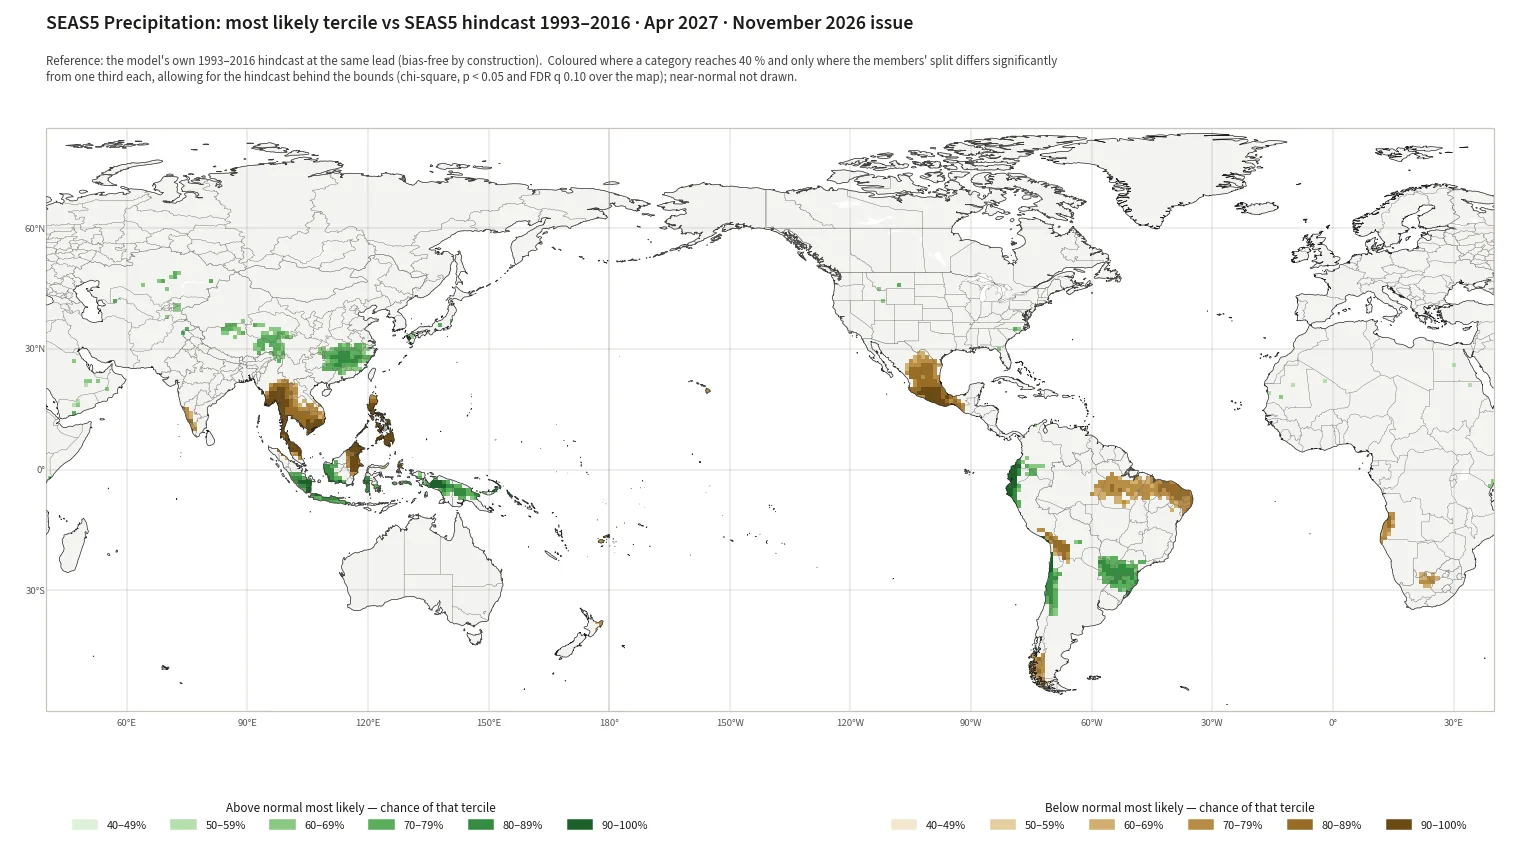 SEAS5 Precipitation: most likely tercile vs SEAS5 hindcast 1993–2016 · Apr 2027 · November 2026 issue
Reference: the model's own 1993–2016 hindcast at the same lead (bias-free by construction).  Coloured where a category reaches 40 % and only where the members' split differs significantly
from one third each, allowing for the hindcast behind the bounds (chi-square, p < 0.05 and FDR q 0.10 over the map); near-normal not drawn.
60°N
30°N
0°
30°S
60°E 90°E 120°E 150°E 180° 150°W 120°W 90°W 60°W 30°W 0° 30°E
Above normal most likely — chance of that tercile
40–49% 50–59% 60–69% 70–79% 80–89% 90–100%
Below normal most likely — chance of that tercile
40–49% 50–59% 60–69% 70–79% 80–89% 90–100%